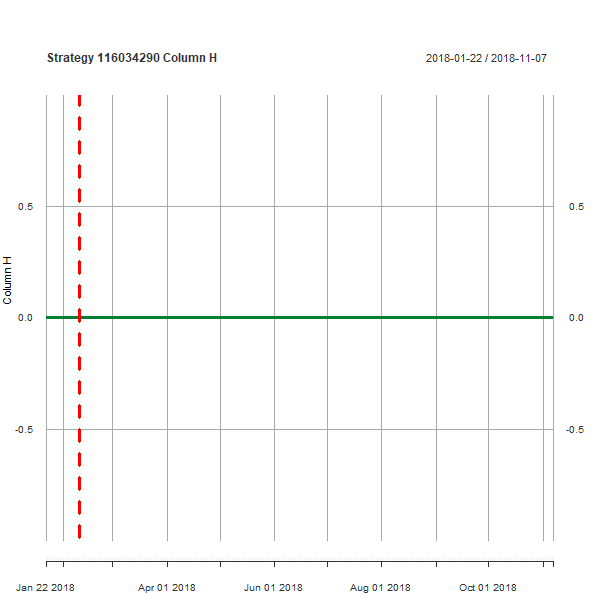 Strategy 116034290 Column H
2018-01-22 / 2018-11-07
0.5
0.5
Column H
0.0
0.0
-0.5
-0.5
Jan 22 2018
Apr 01 2018
Jun 01 2018
Aug 01 2018
Oct 01 2018